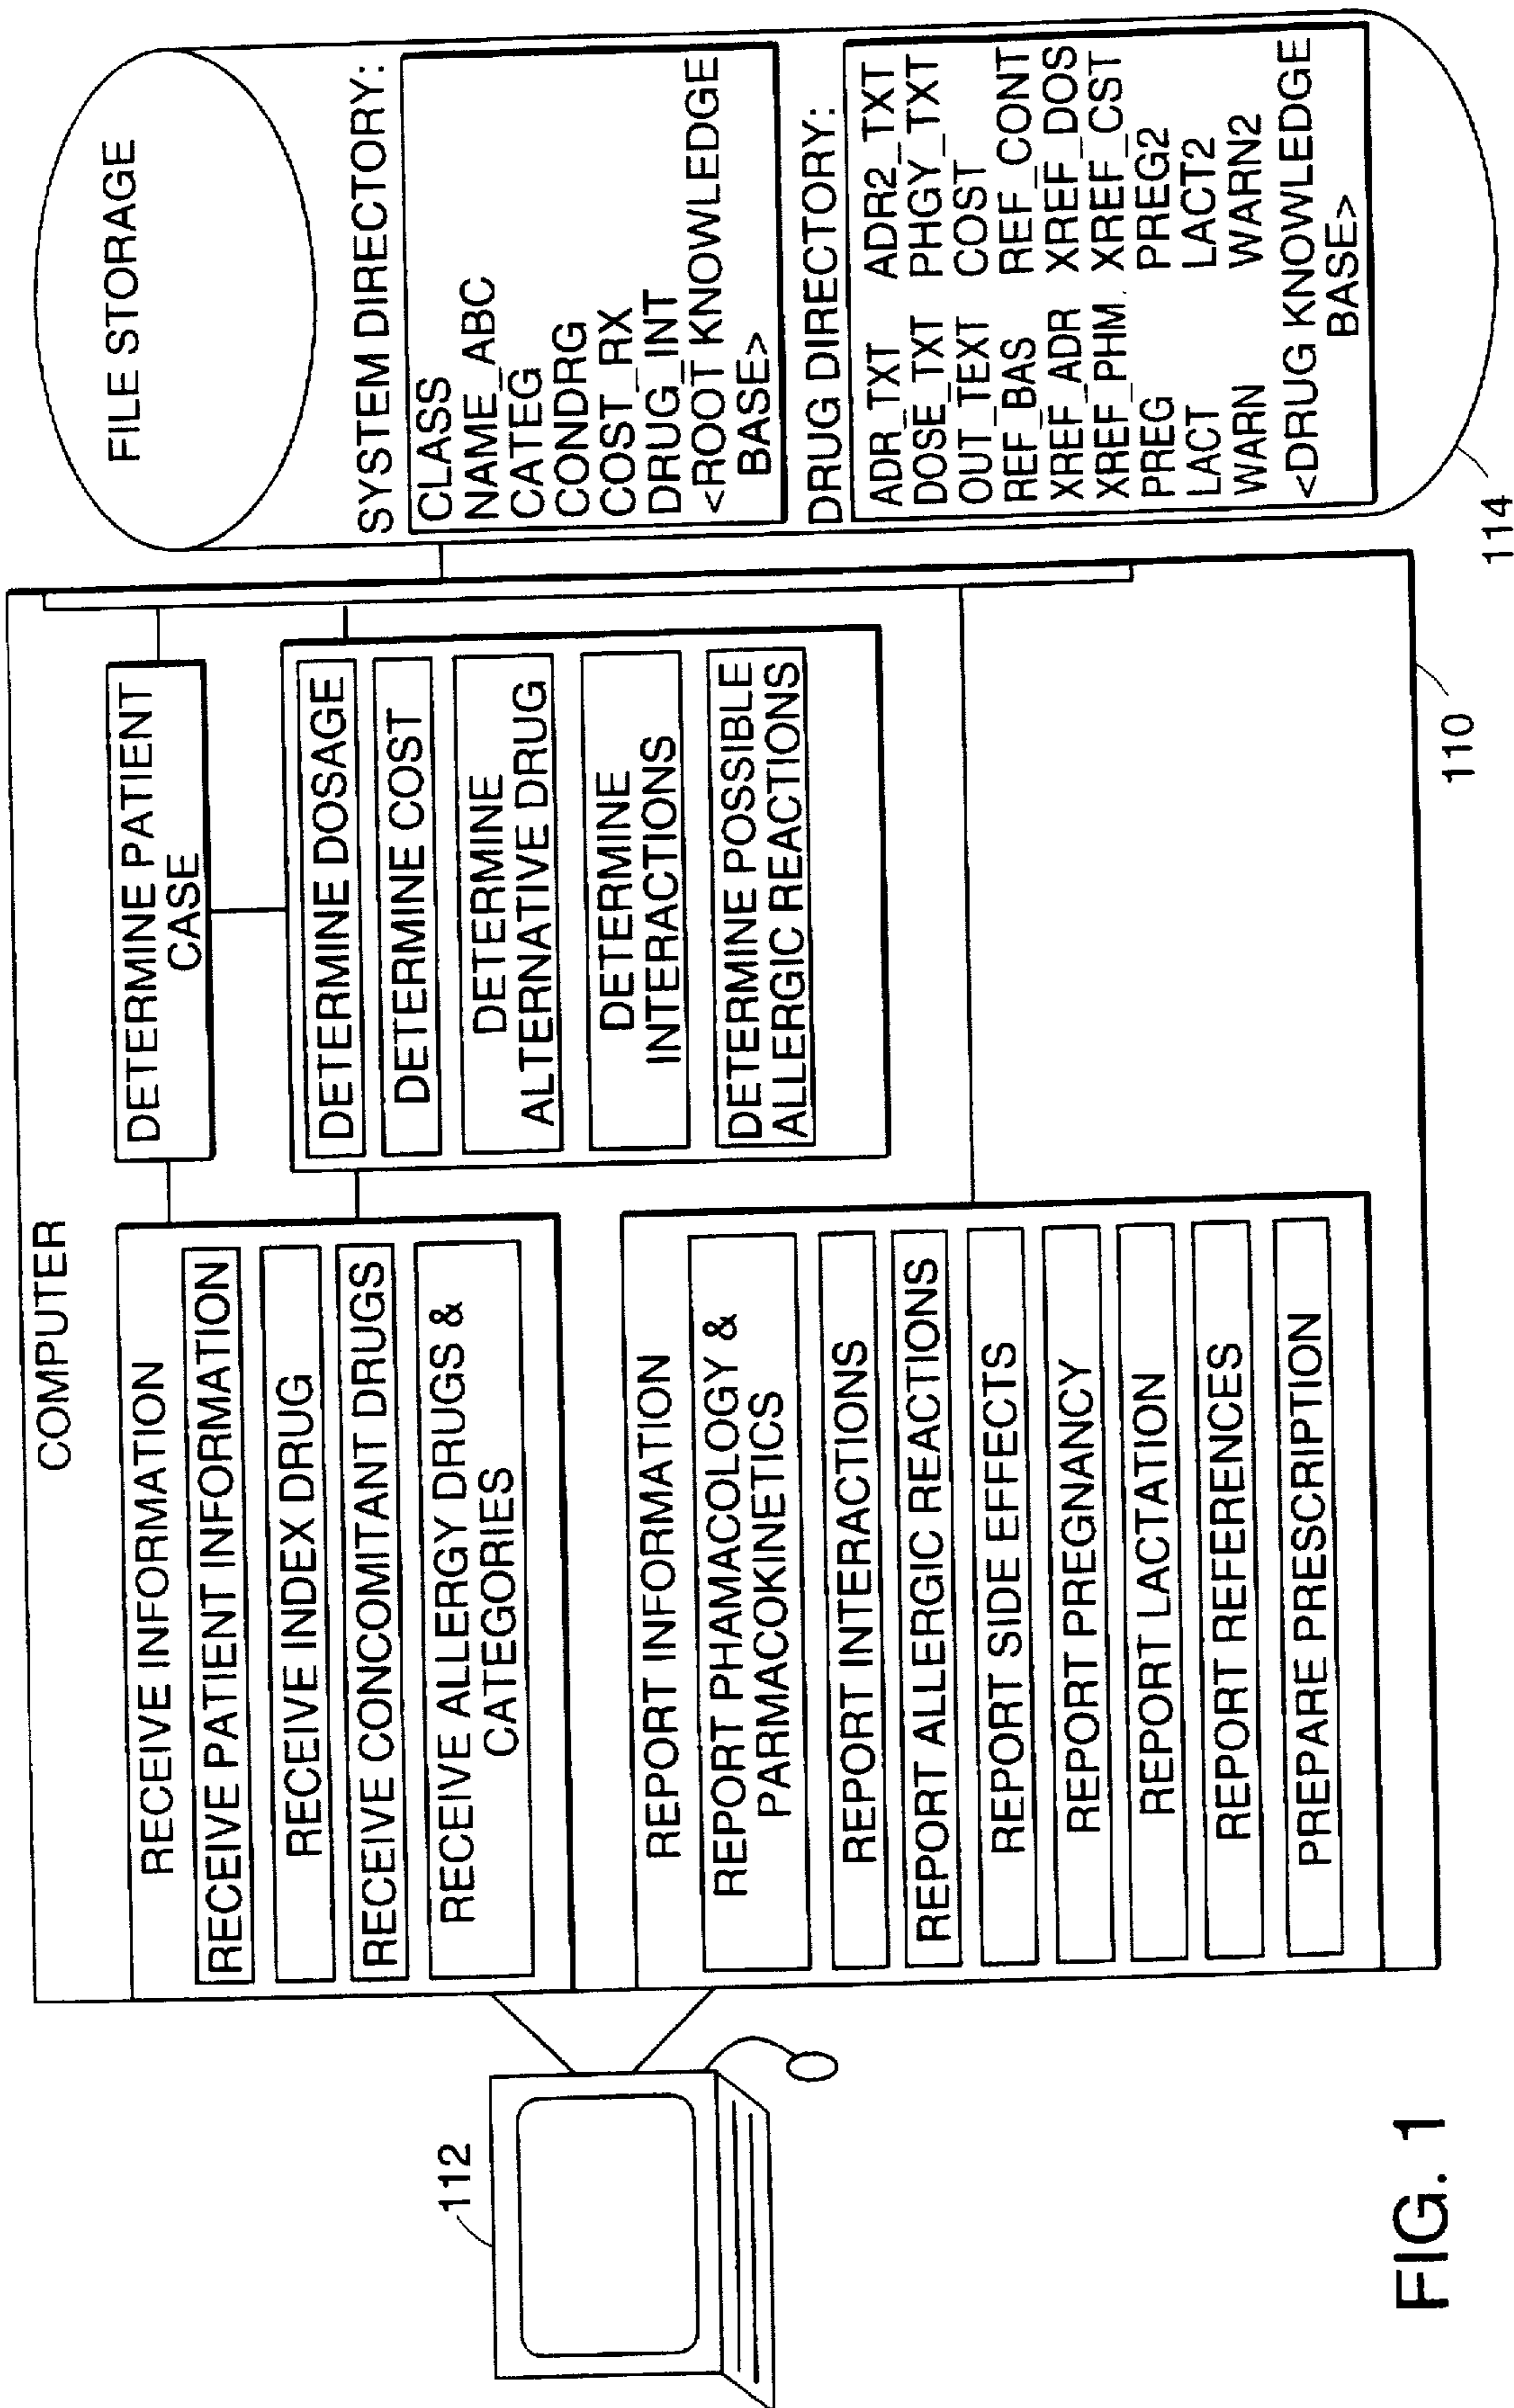 COMPUTER
RECEIVE INFORMATION
RECEIVE PATIENT INFORMATION
RECEIVE INDEX DRUG
RECEIVE CONCOMITANT DRUGS
RECEIVE ALLERGY DRUGS &
CATEGORIES
REPORT INFORMATION
REPORT PHAMACOLOGY &
PARMACOKINETICS
REPORT INTERACTIONS
REPORT ALLERGIC REACTIONS
REPORT SIDE EFFECTS
REPORT PREGNANCY
REPORT LACTATION
REPORT REFERENCES
PREPARE PRESCRIPTION
DETERMINE PATIENT
CASE
DETERMINE DOSAGE
DETERMINE COST
DETERMINE
ALTERNATIVE DRUG
DETERMINE
INTERACTIONS
DETERMINE POSSIBLE
ALLERGIC REACTIONS
FILE STORAGE
SYSTEM DIRECTORY:
CLASS
NAME_ABC
CATEG
CONDRG
COST_RX
DRUG_INT
<ROOT KNOWLEDGE
BASE>
DRUG DIRECTORY:
ADR_TXT ADR2_TXT
DOSE_TXT PHGY_TXT
OUT_TEXT COST
REF_BAS REF_CONT
XREF_ADR XREF_DOS
XREF_PHM XREF_CST
PREG PREG2
LACT LACT2
WARN WARN2
<DRUG KNOWLEDGE
BASE>
112
110
114
FIG. 1